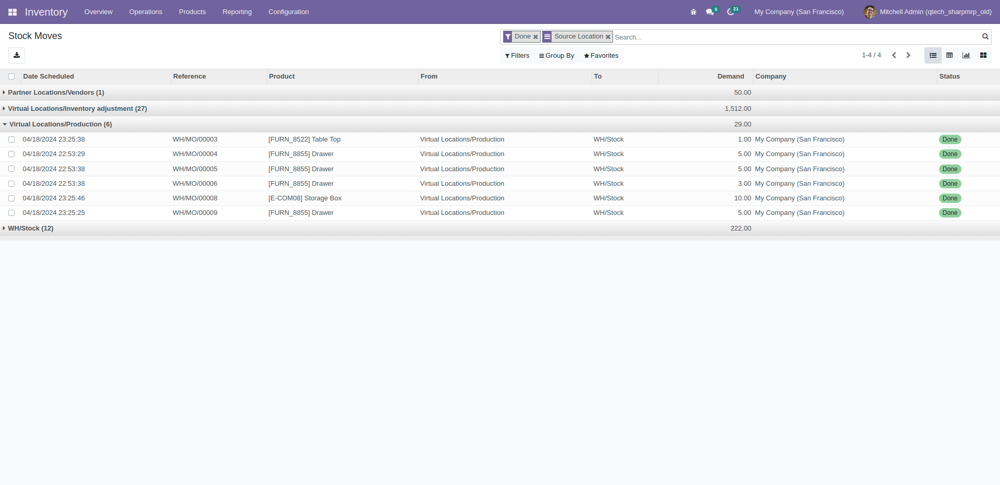 Inventory Overview Operations Products Reporting Configuration 5 21 My Company (San Francisco) Mitchell Admin (qtech_sharpmrp_old)
Stock Moves
Done Source Location Search...
Filters Group By Favorites 1-4 / 4
Date Scheduled Reference Product From To Demand Company Status
Partner Locations/Vendors (1) 50.00
Virtual Locations/Inventory adjustment (27) 1,512.00
Virtual Locations/Production (6) 29.00
04/18/2024 23:25:38 WH/MO/00003 [FURN_8522] Table Top Virtual Locations/Production WH/Stock 1.00 My Company (San Francisco) Done
04/18/2024 22:53:29 WH/MO/00004 [FURN_8855] Drawer Virtual Locations/Production WH/Stock 5.00 My Company (San Francisco) Done
04/18/2024 22:53:38 WH/MO/00005 [FURN_8855] Drawer Virtual Locations/Production WH/Stock 5.00 My Company (San Francisco) Done
04/18/2024 22:53:38 WH/MO/00006 [FURN_8855] Drawer Virtual Locations/Production WH/Stock 3.00 My Company (San Francisco) Done
04/18/2024 23:25:46 WH/MO/00008 [E-COM08] Storage Box Virtual Locations/Production WH/Stock 10.00 My Company (San Francisco) Done
04/18/2024 23:25:25 WH/MO/00009 [FURN_8855] Drawer Virtual Locations/Production WH/Stock 5.00 My Company (San Francisco) Done
WH/Stock (12) 222.00